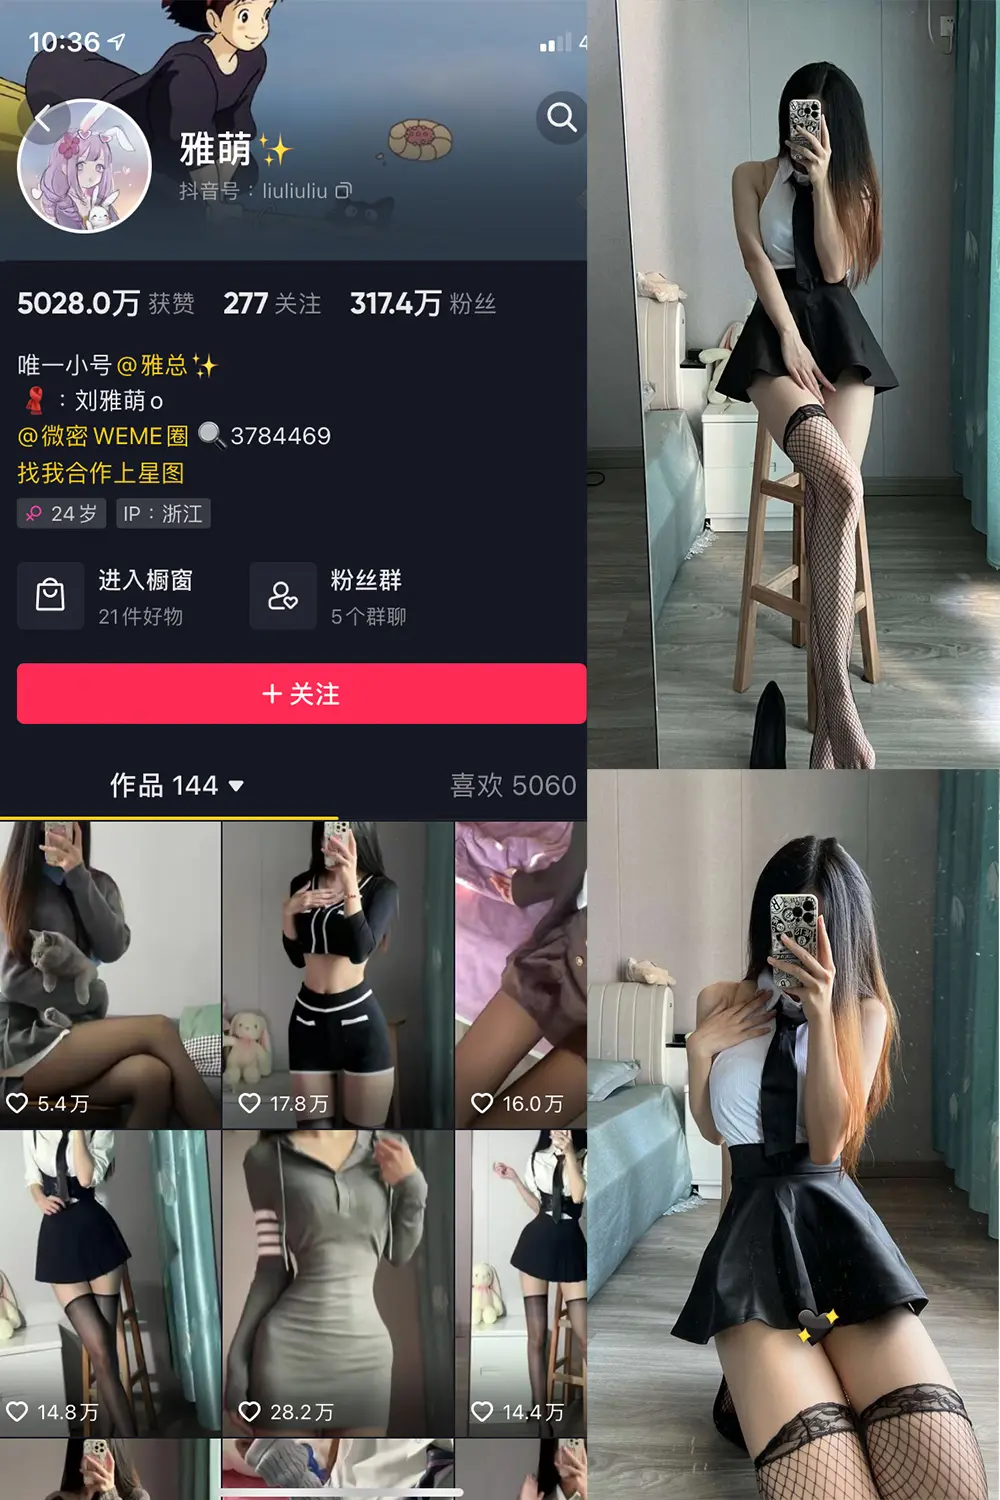 10:36
4
雅萌✨
抖音号：liuliuliu
5028.0万 获赞 277 关注 317.4万 粉丝
唯一小号@雅总✨
：刘雅萌o
@微密WEME圈 🔍3784469
找我合作上星图
24岁 IP：浙江
进入橱窗
21件好物
粉丝群
5个群聊
+ 关注
作品 144 喜欢 5060
5.4万 17.8万 16.0万
14.8万 28.2万 14.4万